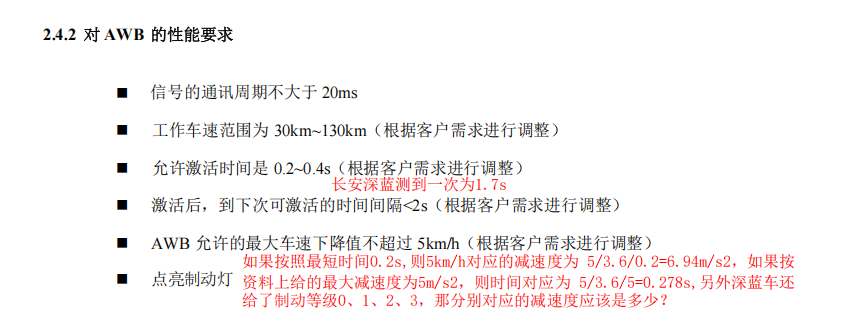 2.4.2 对 AWB 的性能要求
■ 信号的通讯周期不大于 20ms
■ 工作车速范围为 30km~130km（根据客户需求进行调整）
■ 允许激活时间是 0.2~0.4s（根据客户需求进行调整）
长安深蓝测到一次为1.7s
■ 激活后，到下次可激活的时间间隔<2s（根据客户需求进行调整）
■ AWB 允许的最大车速下降值不超过 5km/h（根据客户需求进行调整）
如果按照最短时间0.2s,则5km/h对应的减速度为 5/3.6/0.2=6.94m/s2，如果按
■ 点亮制动灯 资料上给的最大减速度为5m/s2，则时间对应为 5/3.6/5=0.278s,另外深蓝车还
给了制动等级0、1、2、3，那分别对应的减速度应该是多少？